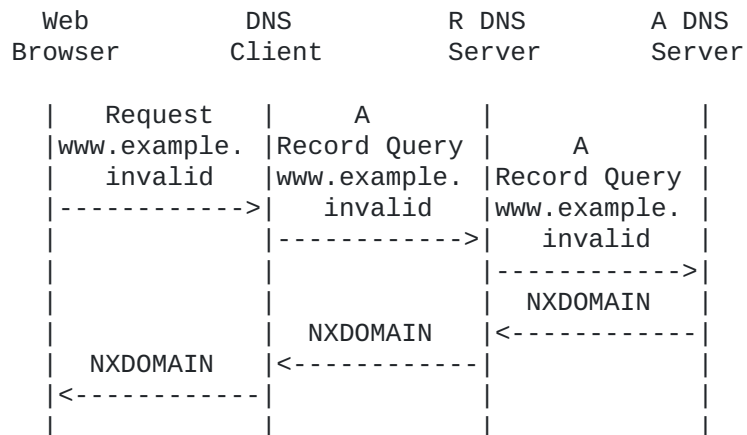 Web DNS R DNS A DNS
Browser Client Server Server
| Request | A | |
|www.example. |Record Query | A |
| invalid |www.example. |Record Query |
|------------>| invalid |www.example. |
| |------------>| invalid |
| | |------------>|
| | | NXDOMAIN |
| | NXDOMAIN |<------------|
| NXDOMAIN |<------------| |
|<------------| | |
| | | |